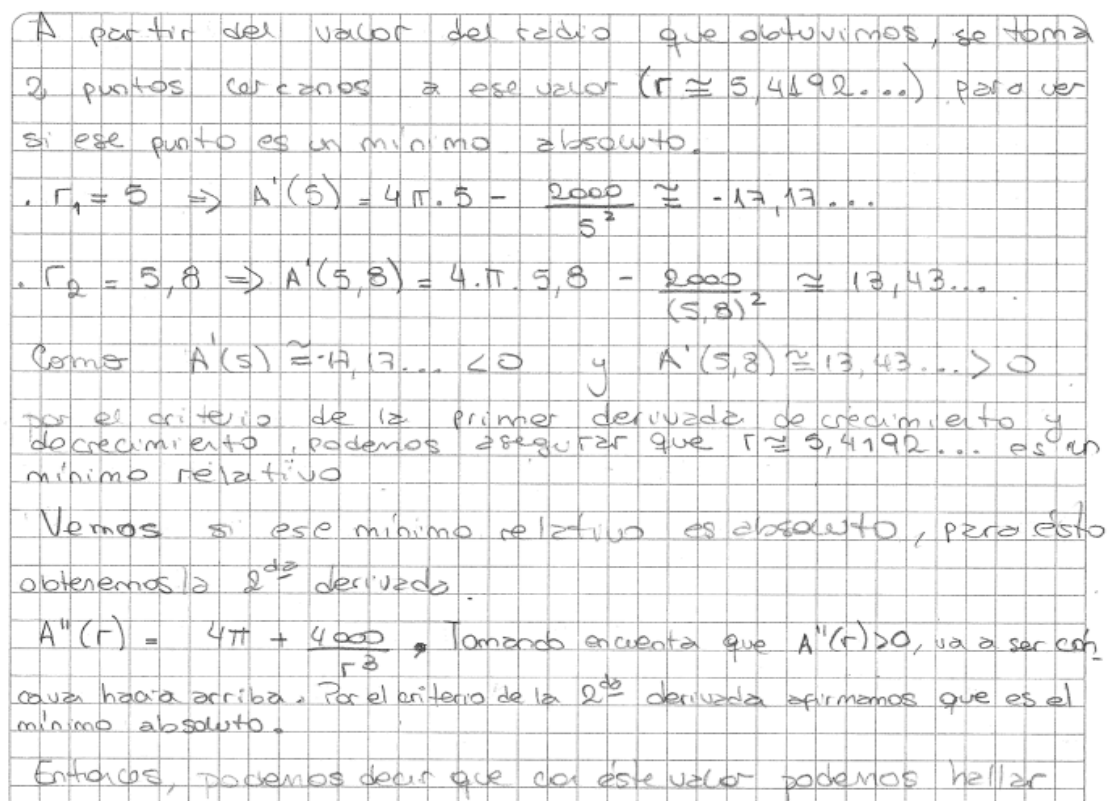 A partir del valor del radio que obtuvimos, se toma
2 puntos cercanos a ese valor (r ≅ 5,4192...) para ver
si ese punto es un mínimo absoluto.
. r₁ = 5 ⇒ A'(5) = 4π.5 - 2000/5² ≅ -17,17...
. r₂ = 5,8 ⇒ A'(5,8) = 4.π. 5,8 - 2000/(5,8)² ≅ 13,43...
Como A'(5) ≅ -17,17... <0 y A'(5,8) ≅ 13,43... > 0
por el criterio de la primer derivada de crecimiento y
decrecimiento, podemos asegurar que r ≅ 5,4192... es un
mínimo relativo
Vemos si ese mínimo relativo es absoluto, para ésto
obtenemos la 2da derivada.
A''(r) = 4π + 4000/r³. Tomando encuenta que A''(r)>0, va a ser cón
cava hacia arriba. Por el criterio de la 2da derivada afirmamos que es el
mínimo absoluto.
Entonces, podemos decir que con éste valor podemos hallar